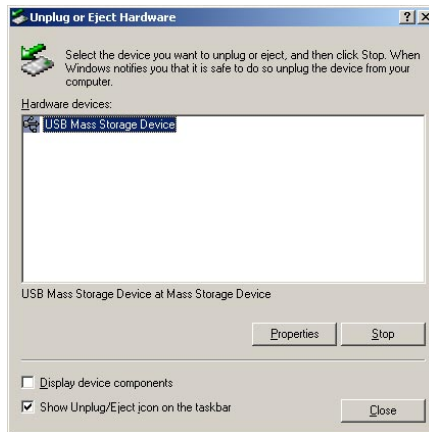 Unplug or Eject Hardware
Select the device you want to unplug or eject, and then click Stop. When
Windows notifies you that it is safe to do so unplug the device from your
computer.
Hardware devices:
USB Mass Storage Device
USB Mass Storage Device at Mass Storage Device
Properties
Stop
Display device components
Show Unplug/Eject icon on the taskbar
Close